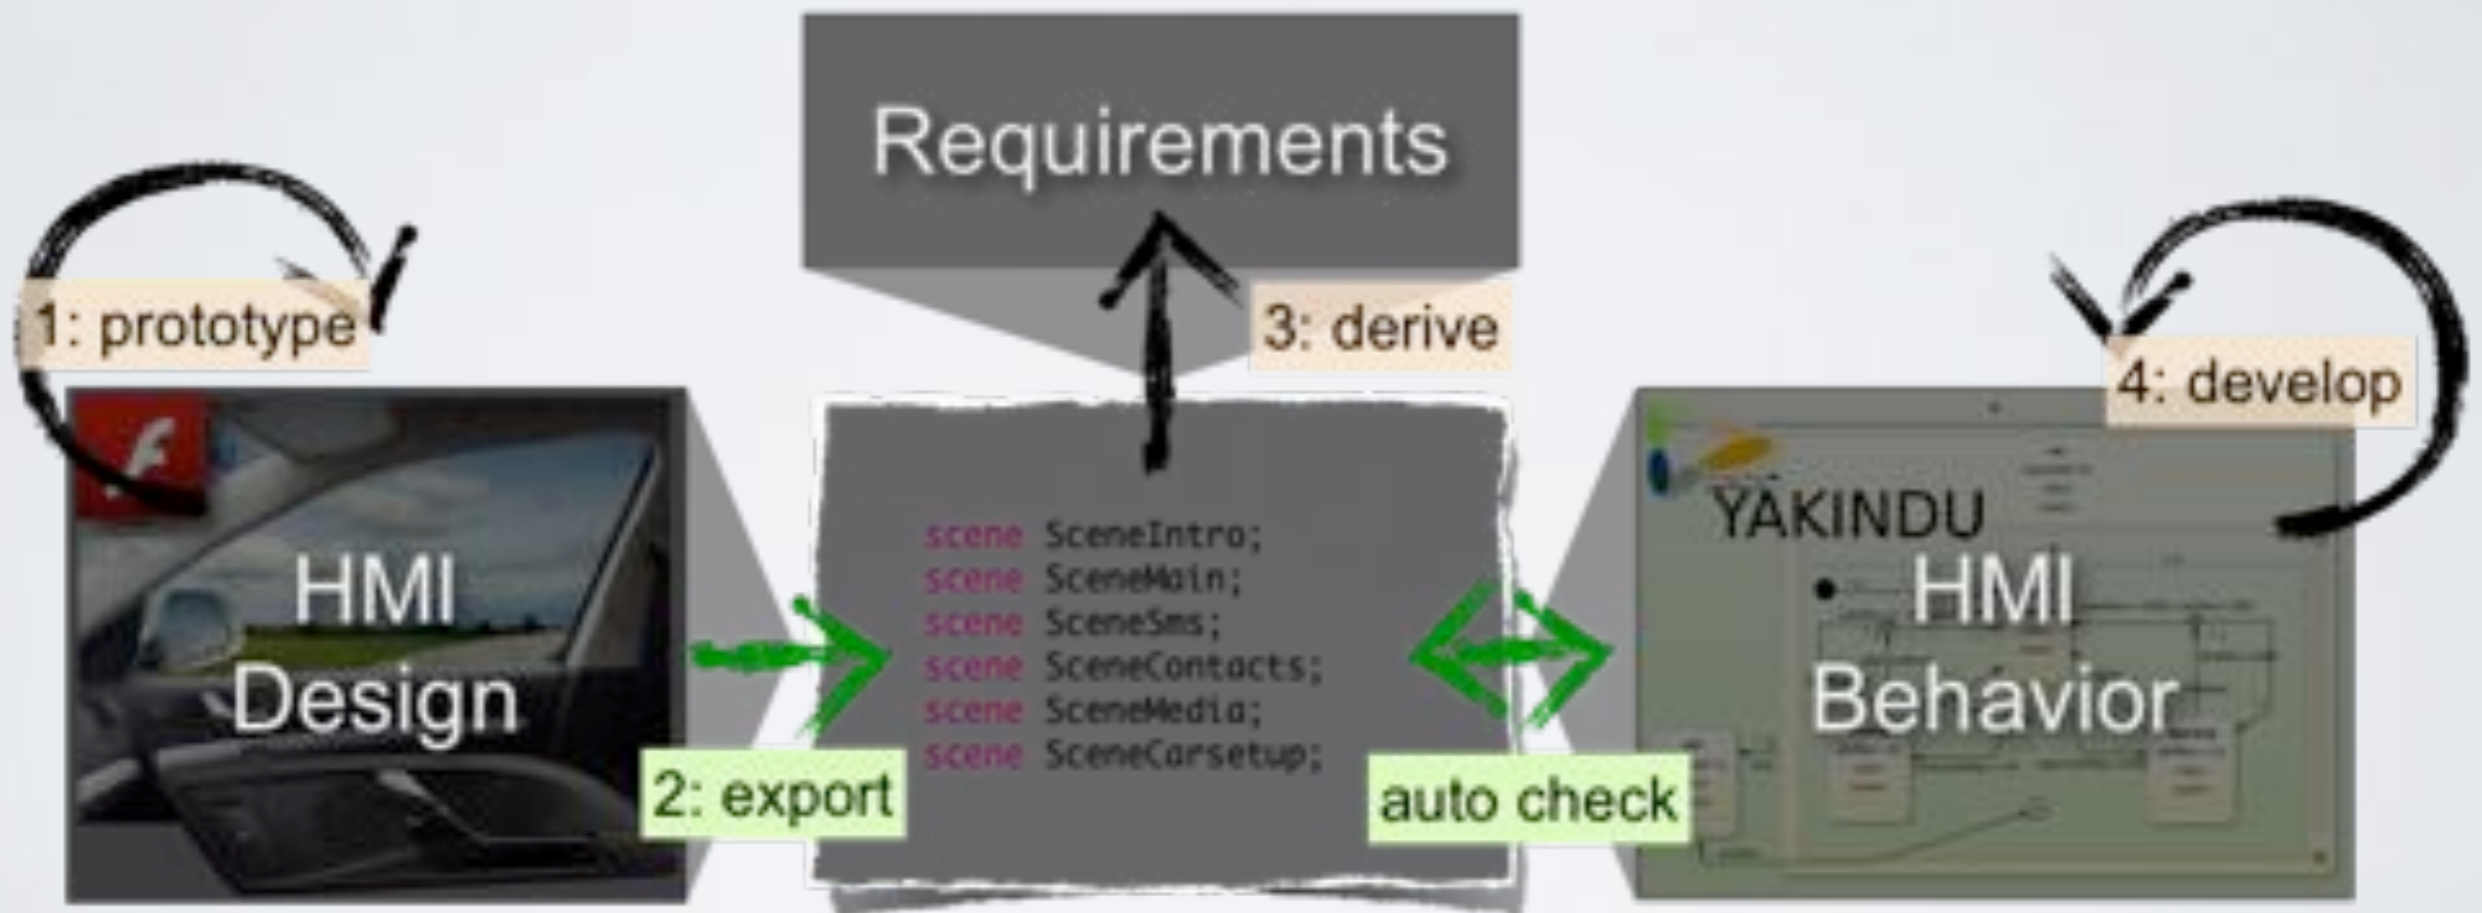 Requirements
1: prototype
3: derive
4: develop
HMI
Design
scene SceneIntro;
scene SceneMain;
scene SceneSms;
scene SceneContacts;
scene SceneMedia;
scene SceneCarsetup;
YAKINDU
HMI
Behavior
2: export
auto check